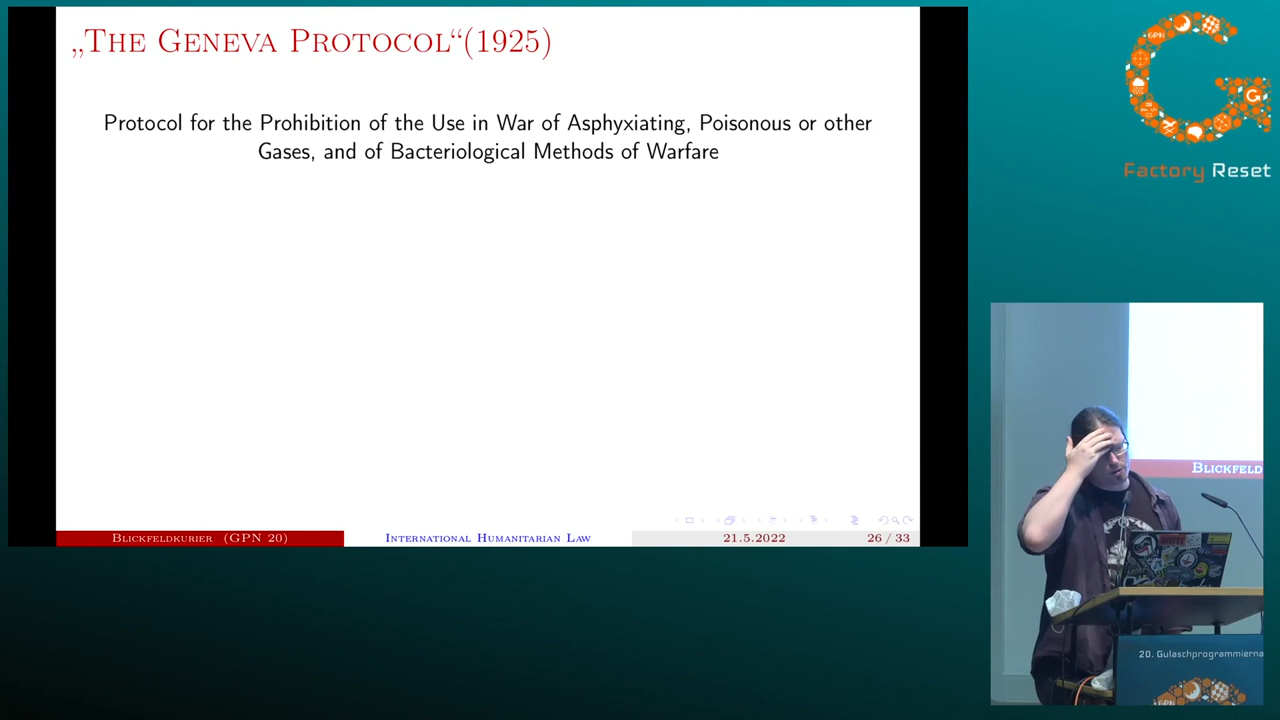 „The Geneva Protocol“(1925)
Protocol for the Prohibition of the Use in War of Asphyxiating, Poisonous or other
Gases, and of Bacteriological Methods of Warfare
Blickfeldkurier (GPN 20)
International Humanitarian Law
21.5.2022
26 / 33
GPN
G
Factory Reset
Blickfeld
20. Gulaschprogrammierna